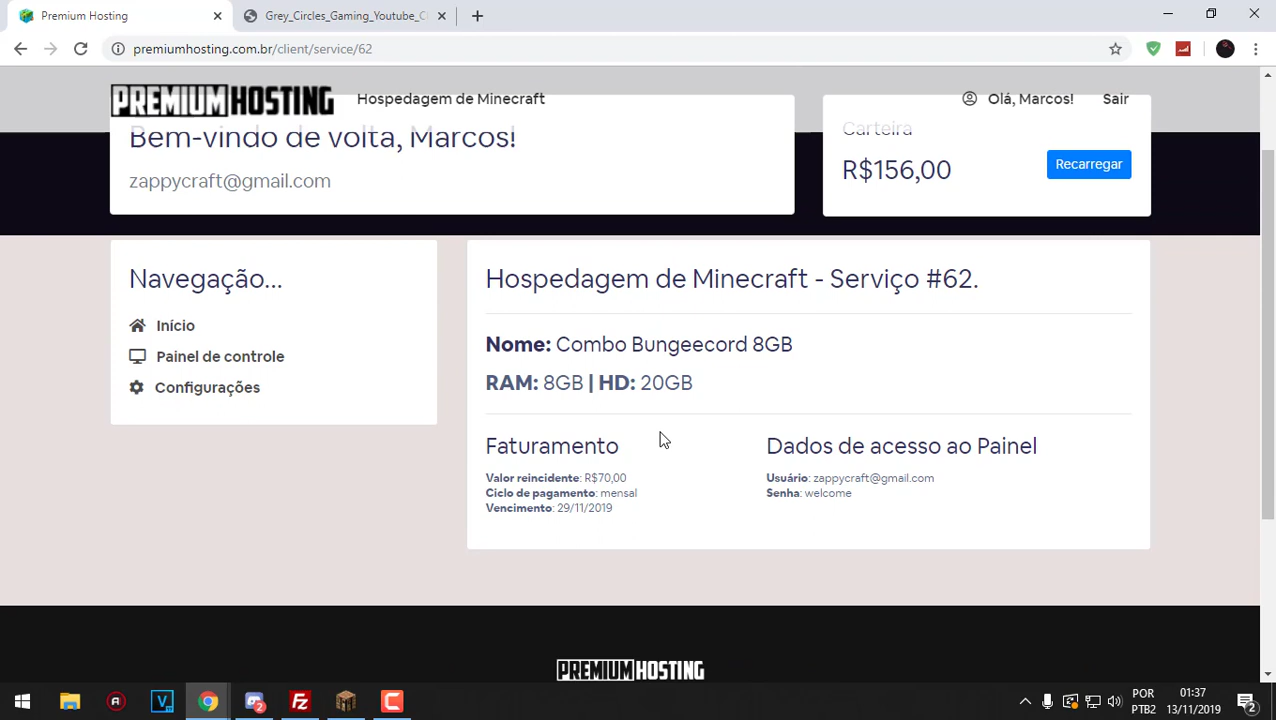 Premium Hosting
Grey_Circles_Gaming_Youtube_C
premiumhosting.com.br/client/service/62
PREMIUMHOSTING
Hospedagem de Minecraft
Olá, Marcos!
Sair
Bem-vindo de volta, Marcos!
zappycraft@gmail.com
Carteira
R$156,00
Recarregar
Navegação...
Início
Painel de controle
Configurações
Hospedagem de Minecraft - Serviço #62.
Nome: Combo Bungeecord 8GB
RAM: 8GB | HD: 20GB
Faturamento
Valor reincidente: R$70,00
Ciclo de pagamento: mensal
Vencimento: 29/11/2019
Dados de acesso ao Painel
Usuário: zappycraft@gmail.com
Senha: welcome
PREMIUMHOSTING
POR
PTB2
01:37
13/11/2019